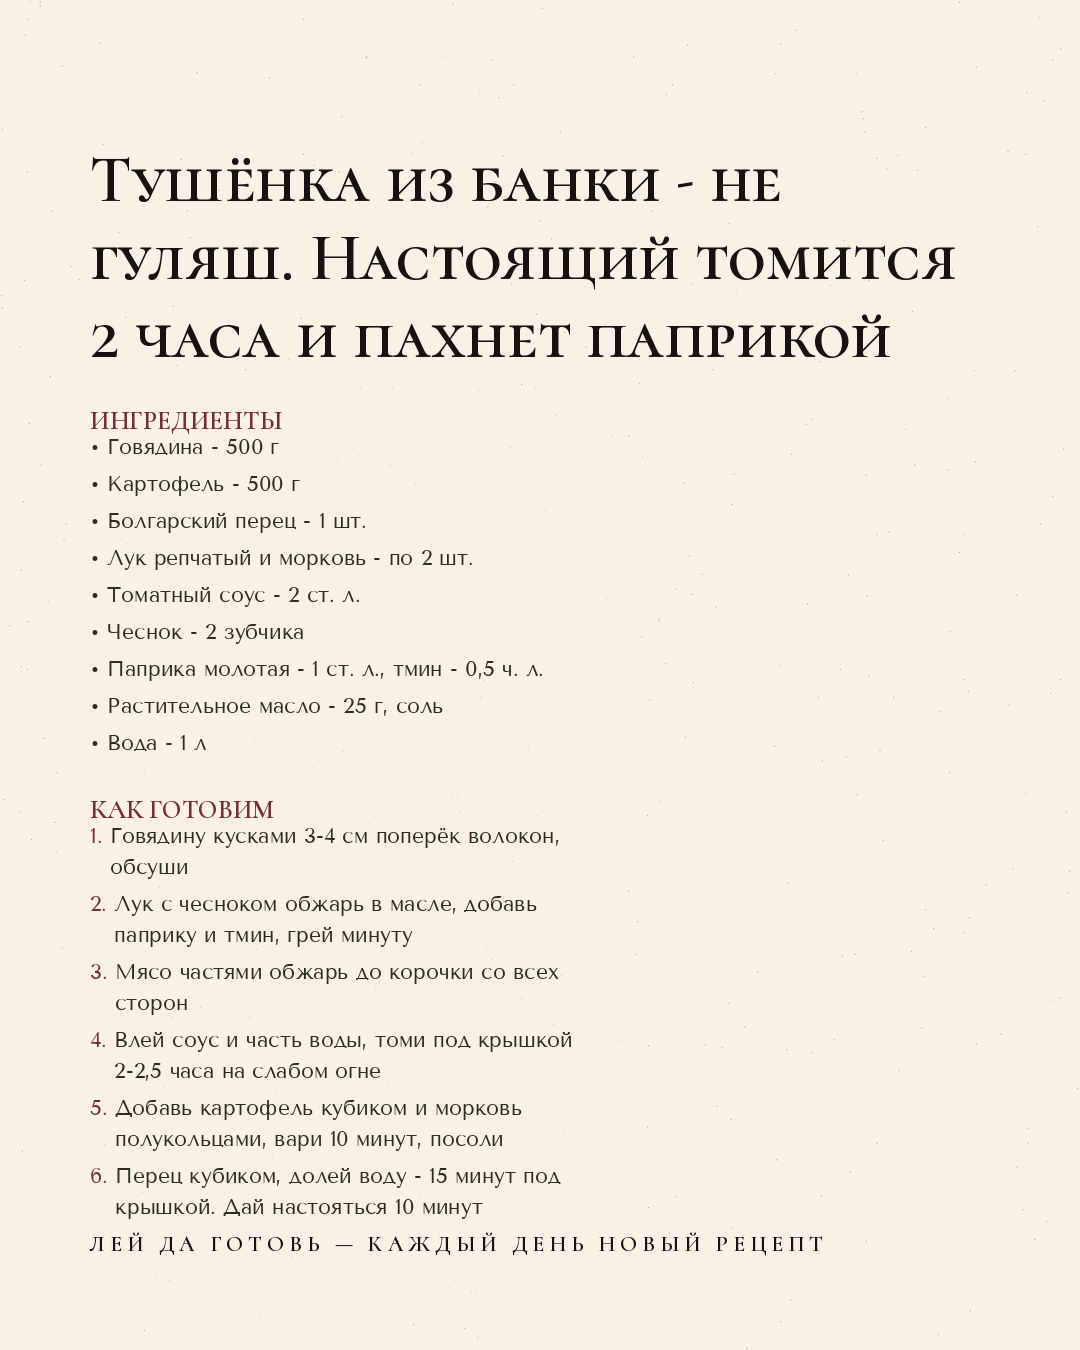 Тушёнка из банки - не
гуляш. Настоящий томится
2 часа и пахнет паприкой
ИНГРЕДИЕНТЫ
• Говядина - 500 г
• Картофель - 500 г
• Болгарский перец - 1 шт.
• Лук репчатый и морковь - по 2 шт.
• Томатный соус - 2 ст. л.
• Чеснок - 2 зубчика
• Паприка молотая - 1 ст. л., тмин - 0,5 ч. л.
• Растительное масло - 25 г, соль
• Вода - 1 л
КАК ГОТОВИМ
1. Говядину кусками 3-4 см поперёк волокон,
обсуши
2. Лук с чесноком обжарь в масле, добавь
паприку и тмин, грей минуту
3. Мясо частями обжарь до корочки со всех
сторон
4. Влей соус и часть воды, томи под крышкой
2-2,5 часа на слабом огне
5. Добавь картофель кубиком и морковь
полукольцами, вари 10 минут, посоли
6. Перец кубиком, долей воду - 15 минут под
крышкой. Дай настояться 10 минут
ЛЕЙ ДА ГОТОВЬ — КАЖДЫЙ ДЕНЬ НОВЫЙ РЕЦЕПТ